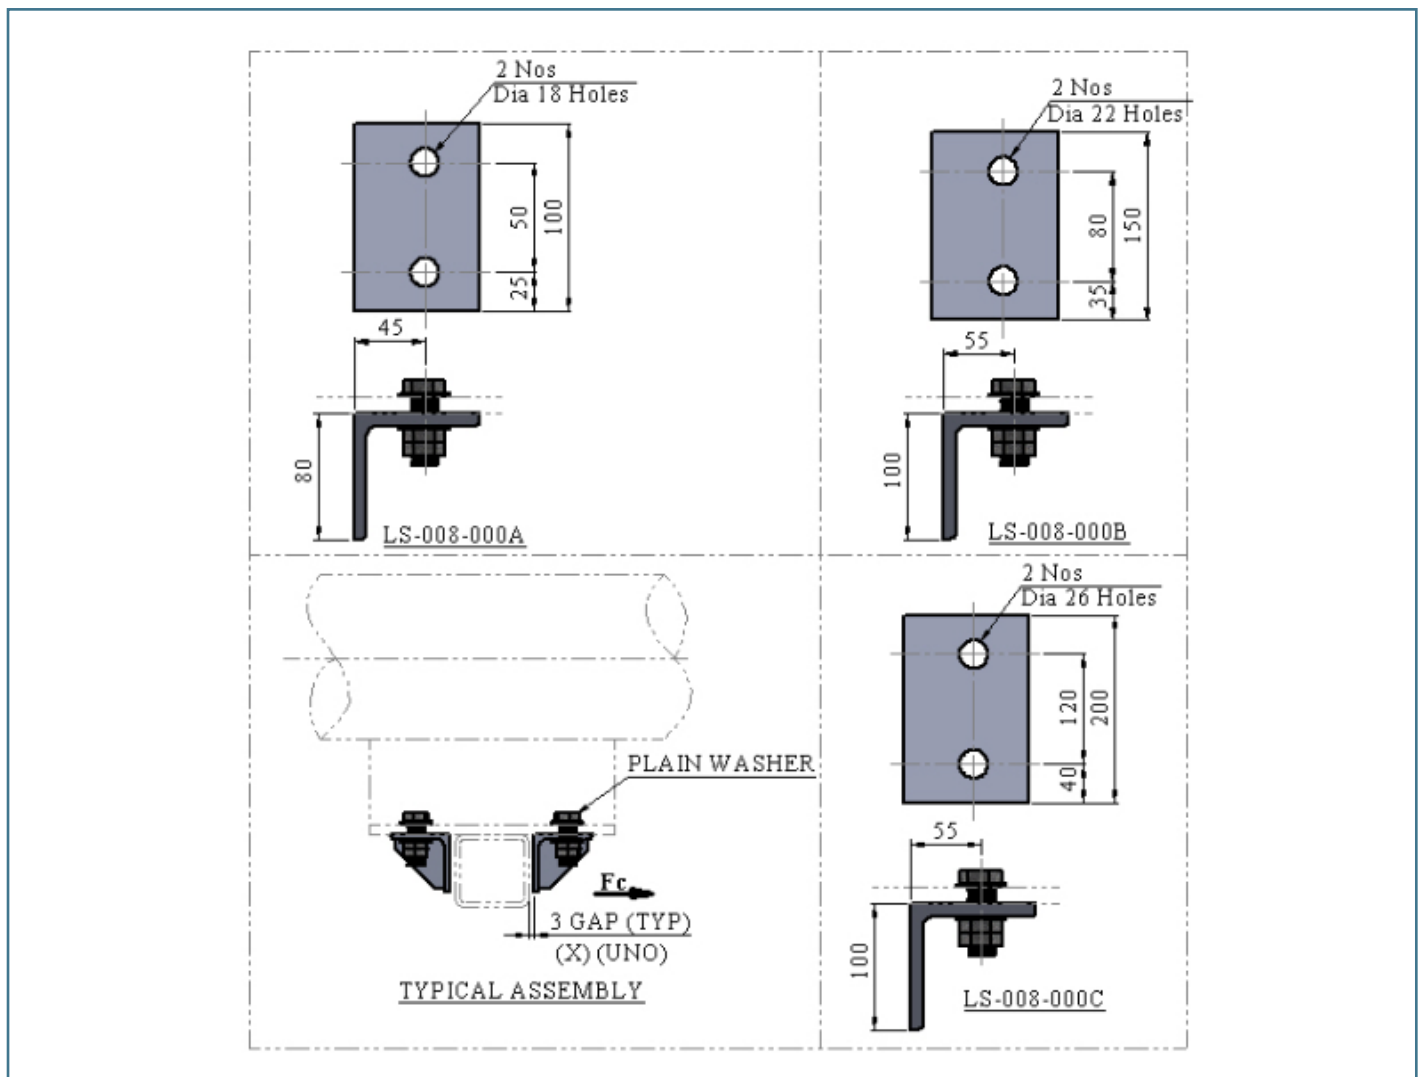 2 Nos
Dia 18 Holes
50
100
25
45
80
LS-008-000A
2 Nos
Dia 22 Holes
80
150
35
55
100
LS-008-000B
PLAIN WASHER
Fc
3 GAP (TYP)
(X) (UNO)
TYPICAL ASSEMBLY
2 Nos
Dia 26 Holes
120
200
40
55
100
LS-008-000C